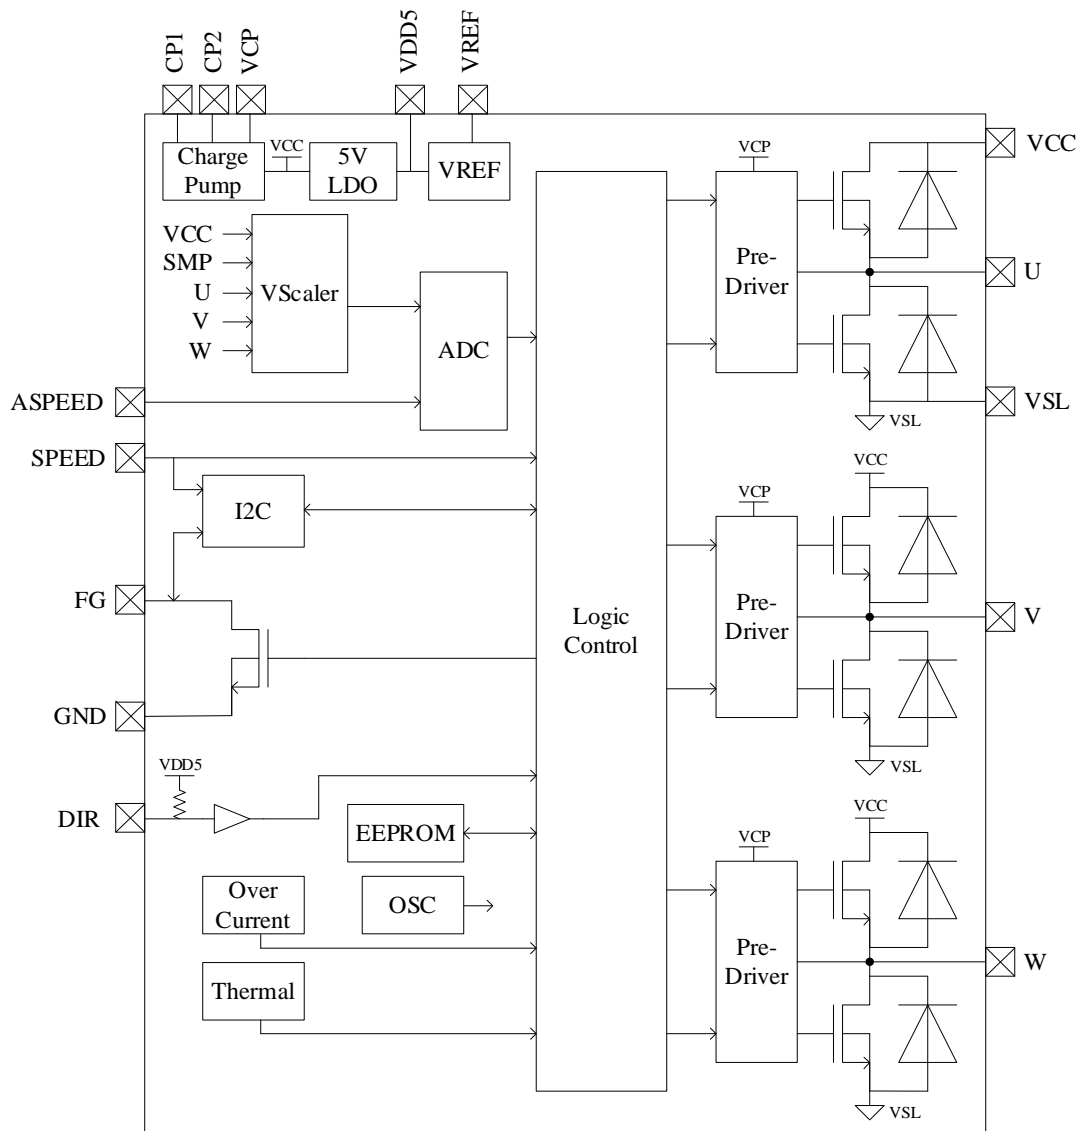 CP1
CP2
VCP
VDD5
VREF
Charge
Pump
VCC
5V
LDO
VREF
VCP
VCC
VCC
SMP
U
V
W
VScaler
ADC
Pre-
Driver
U
ASPEED
VSL
VSL
SPEED
I2C
VCC
VCP
FG
Logic
Control
Pre-
Driver
V
GND
VSL
VDD5
DIR
EEPROM
VCC
VCP
Over
Current
OSC
Pre-
Driver
W
Thermal
VSL